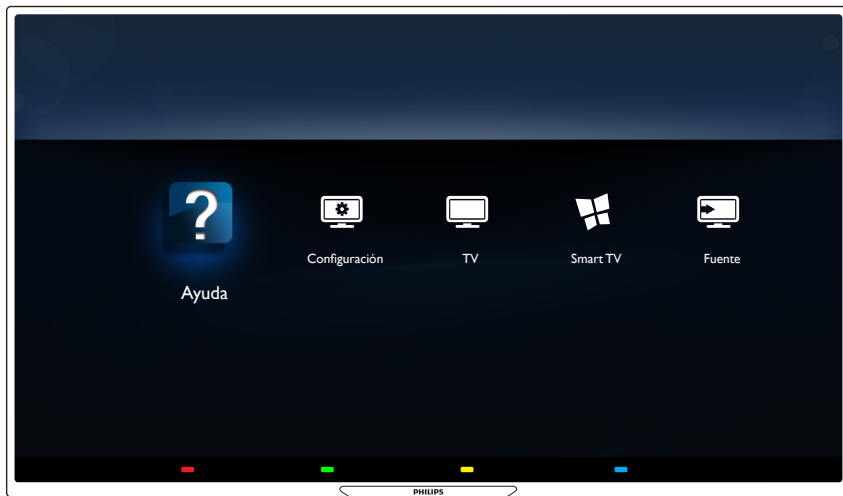 ?
Configuración
TV
Smart TV
Fuente
Ayuda
PHILIPS